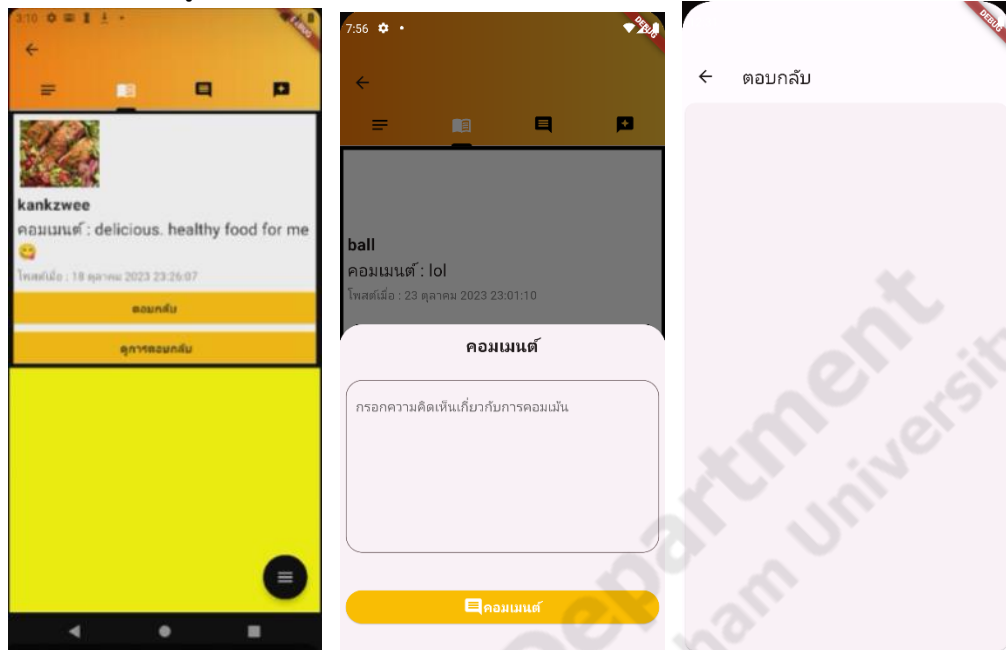 3:10
DEBUG
kankzwee
คอมเมนต์ : delicious. healthy food for me
😋
โพสต์เมื่อ : 18 ตุลาคม 2023 23:26:07
ตอบกลับ
ดูการตอบกลับ
7:56
DEBUG
ball
คอมเมนต์ : lol
โพสต์เมื่อ : 23 ตุลาคม 2023 23:01:10
คอมเมนต์
กรอกความคิดเห็นเกี่ยวกับการคอมเม้น
คอมเมนต์
DEBUG
ตอบกลับ
Department
ham Universit